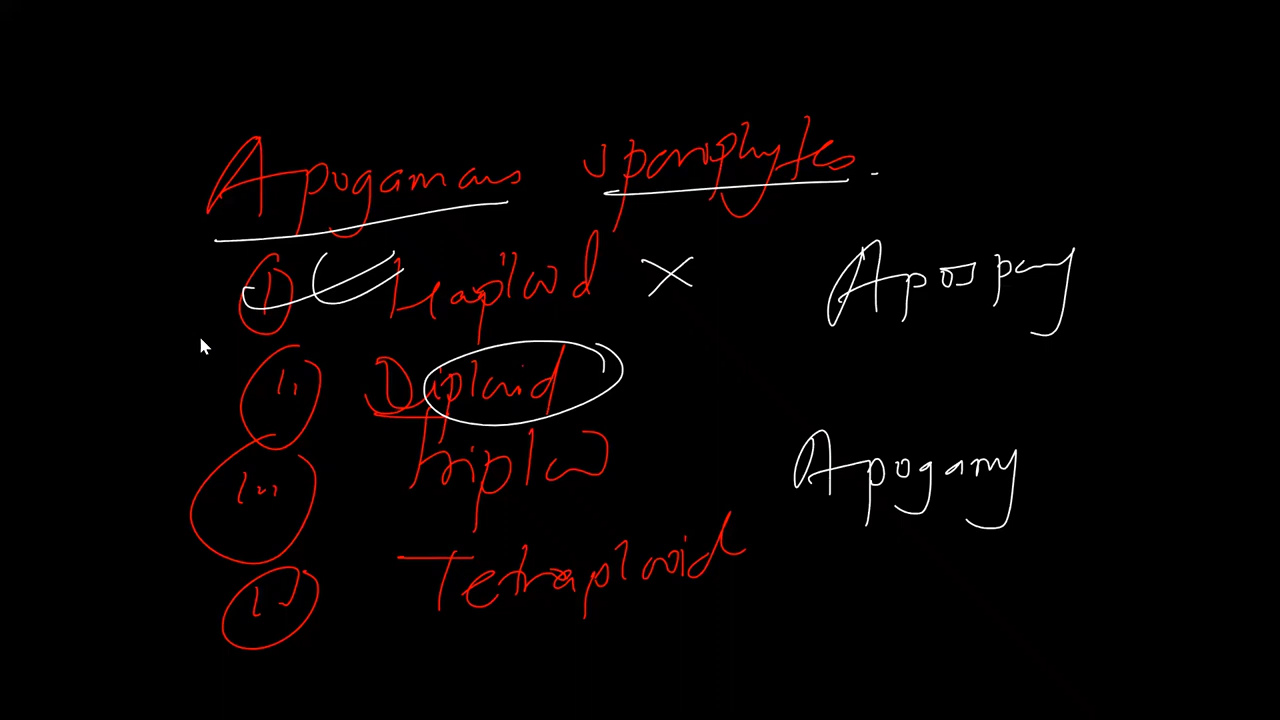 Apogamous sporophytes.
(i) Haploid × Apospory
(ii) Diploid
(iii) triploid
Apogamy
(iv) Tetraploid